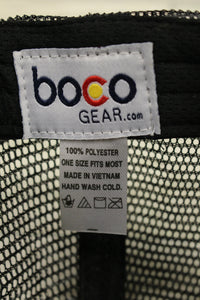 boco
GEAR.com
100% POLYESTER
ONE SIZE FITS MOST
MADE IN VIETNAM
HAND WASH COLD.